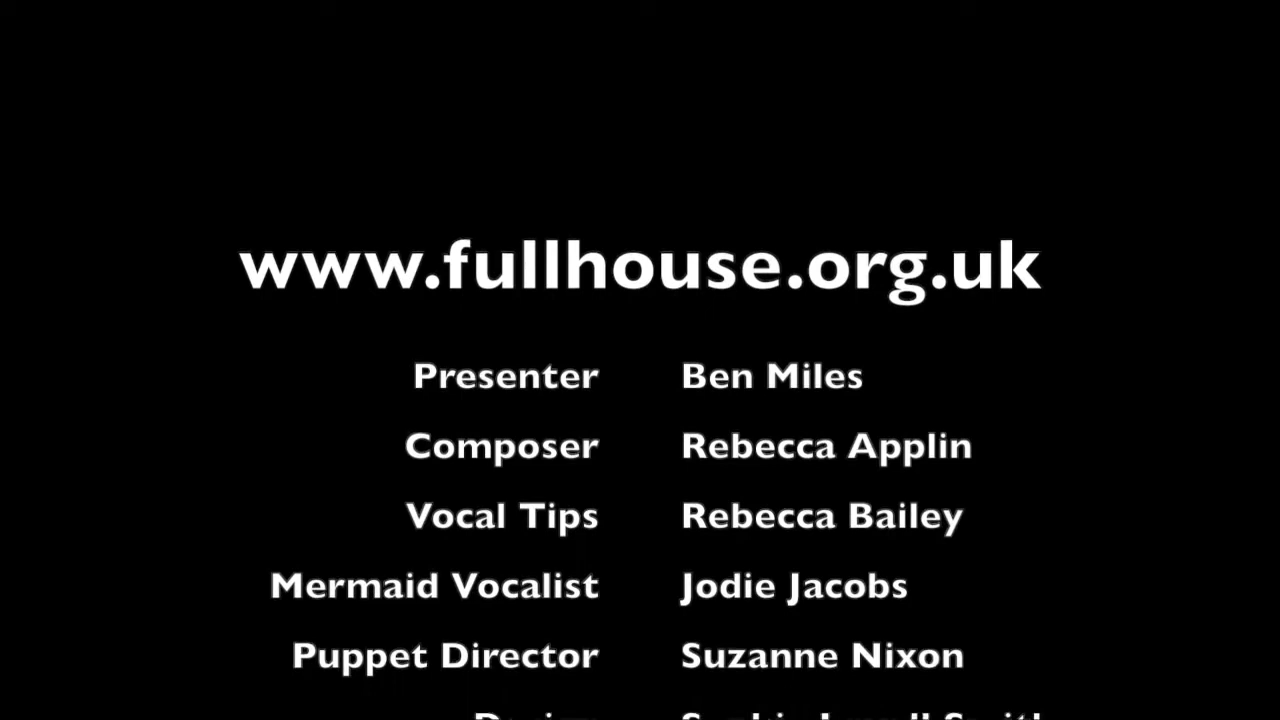 www.fullhouse.org.uk
Presenter Ben Miles
Composer Rebecca Applin
Vocal Tips Rebecca Bailey
Mermaid Vocalist Jodie Jacobs
Puppet Director Suzanne Nixon